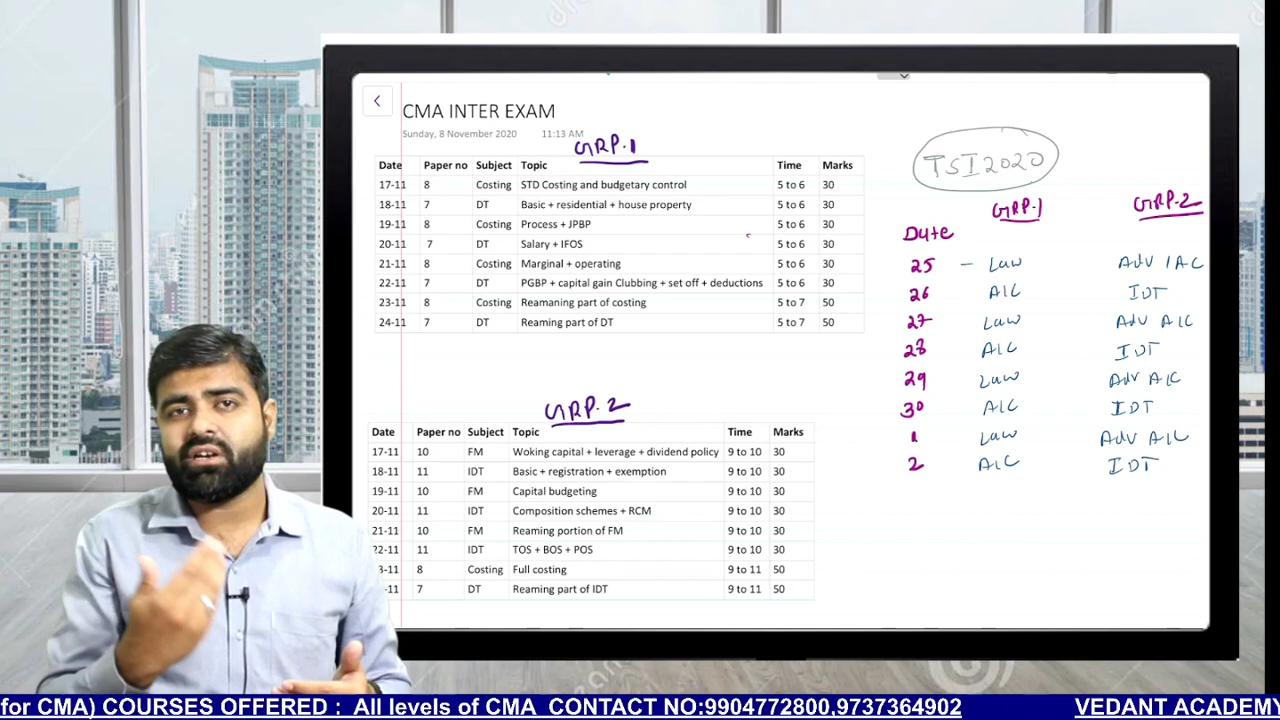 CMA INTER EXAM
Sunday, 8 November 2020 11:13 AM
GRP.1
Date Paper no Subject Topic Time Marks
17-11 8 Costing STD Costing and budgetary control 5 to 6 30
18-11 7 DT Basic + residential + house property 5 to 6 30
19-11 8 Costing Process + JPBP 5 to 6 30
20-11 7 DT Salary + IFOS 5 to 6 30
21-11 8 Costing Marginal + operating 5 to 6 30
22-11 7 DT PGBP + capital gain Clubbing + set off + deductions 5 to 6 30
23-11 8 Costing Reamaning part of costing 5 to 7 50
24-11 7 DT Reaming part of DT 5 to 7 50
GRP.2
Date Paper no Subject Topic Time Marks
17-11 10 FM Woking capital + leverage + dividend policy 9 to 10 30
18-11 11 IDT Basic + registration + exemption 9 to 10 30
19-11 10 FM Capital budgeting 9 to 10 30
20-11 11 IDT Composition schemes + RCM 9 to 10 30
21-11 10 FM Reaming portion of FM 9 to 10 30
22-11 11 IDT TOS + BOS + POS 9 to 10 30
3-11 8 Costing Full costing 9 to 11 50
-11 7 DT Reaming part of IDT 9 to 11 50
TSI2020
GRP.1 GRP.2
Date
25 - Law Adv A/C
26 A/C IDT
27 Law Adv A/C
28 A/C IDT
29 Law Adv A/C
30 A/C IDT
1 Law Adv A/C
2 A/C IDT
for CMA) COURSES OFFERED : All levels of CMA CONTACT NO:9904772800,9737364902 VEDANT ACADEMY